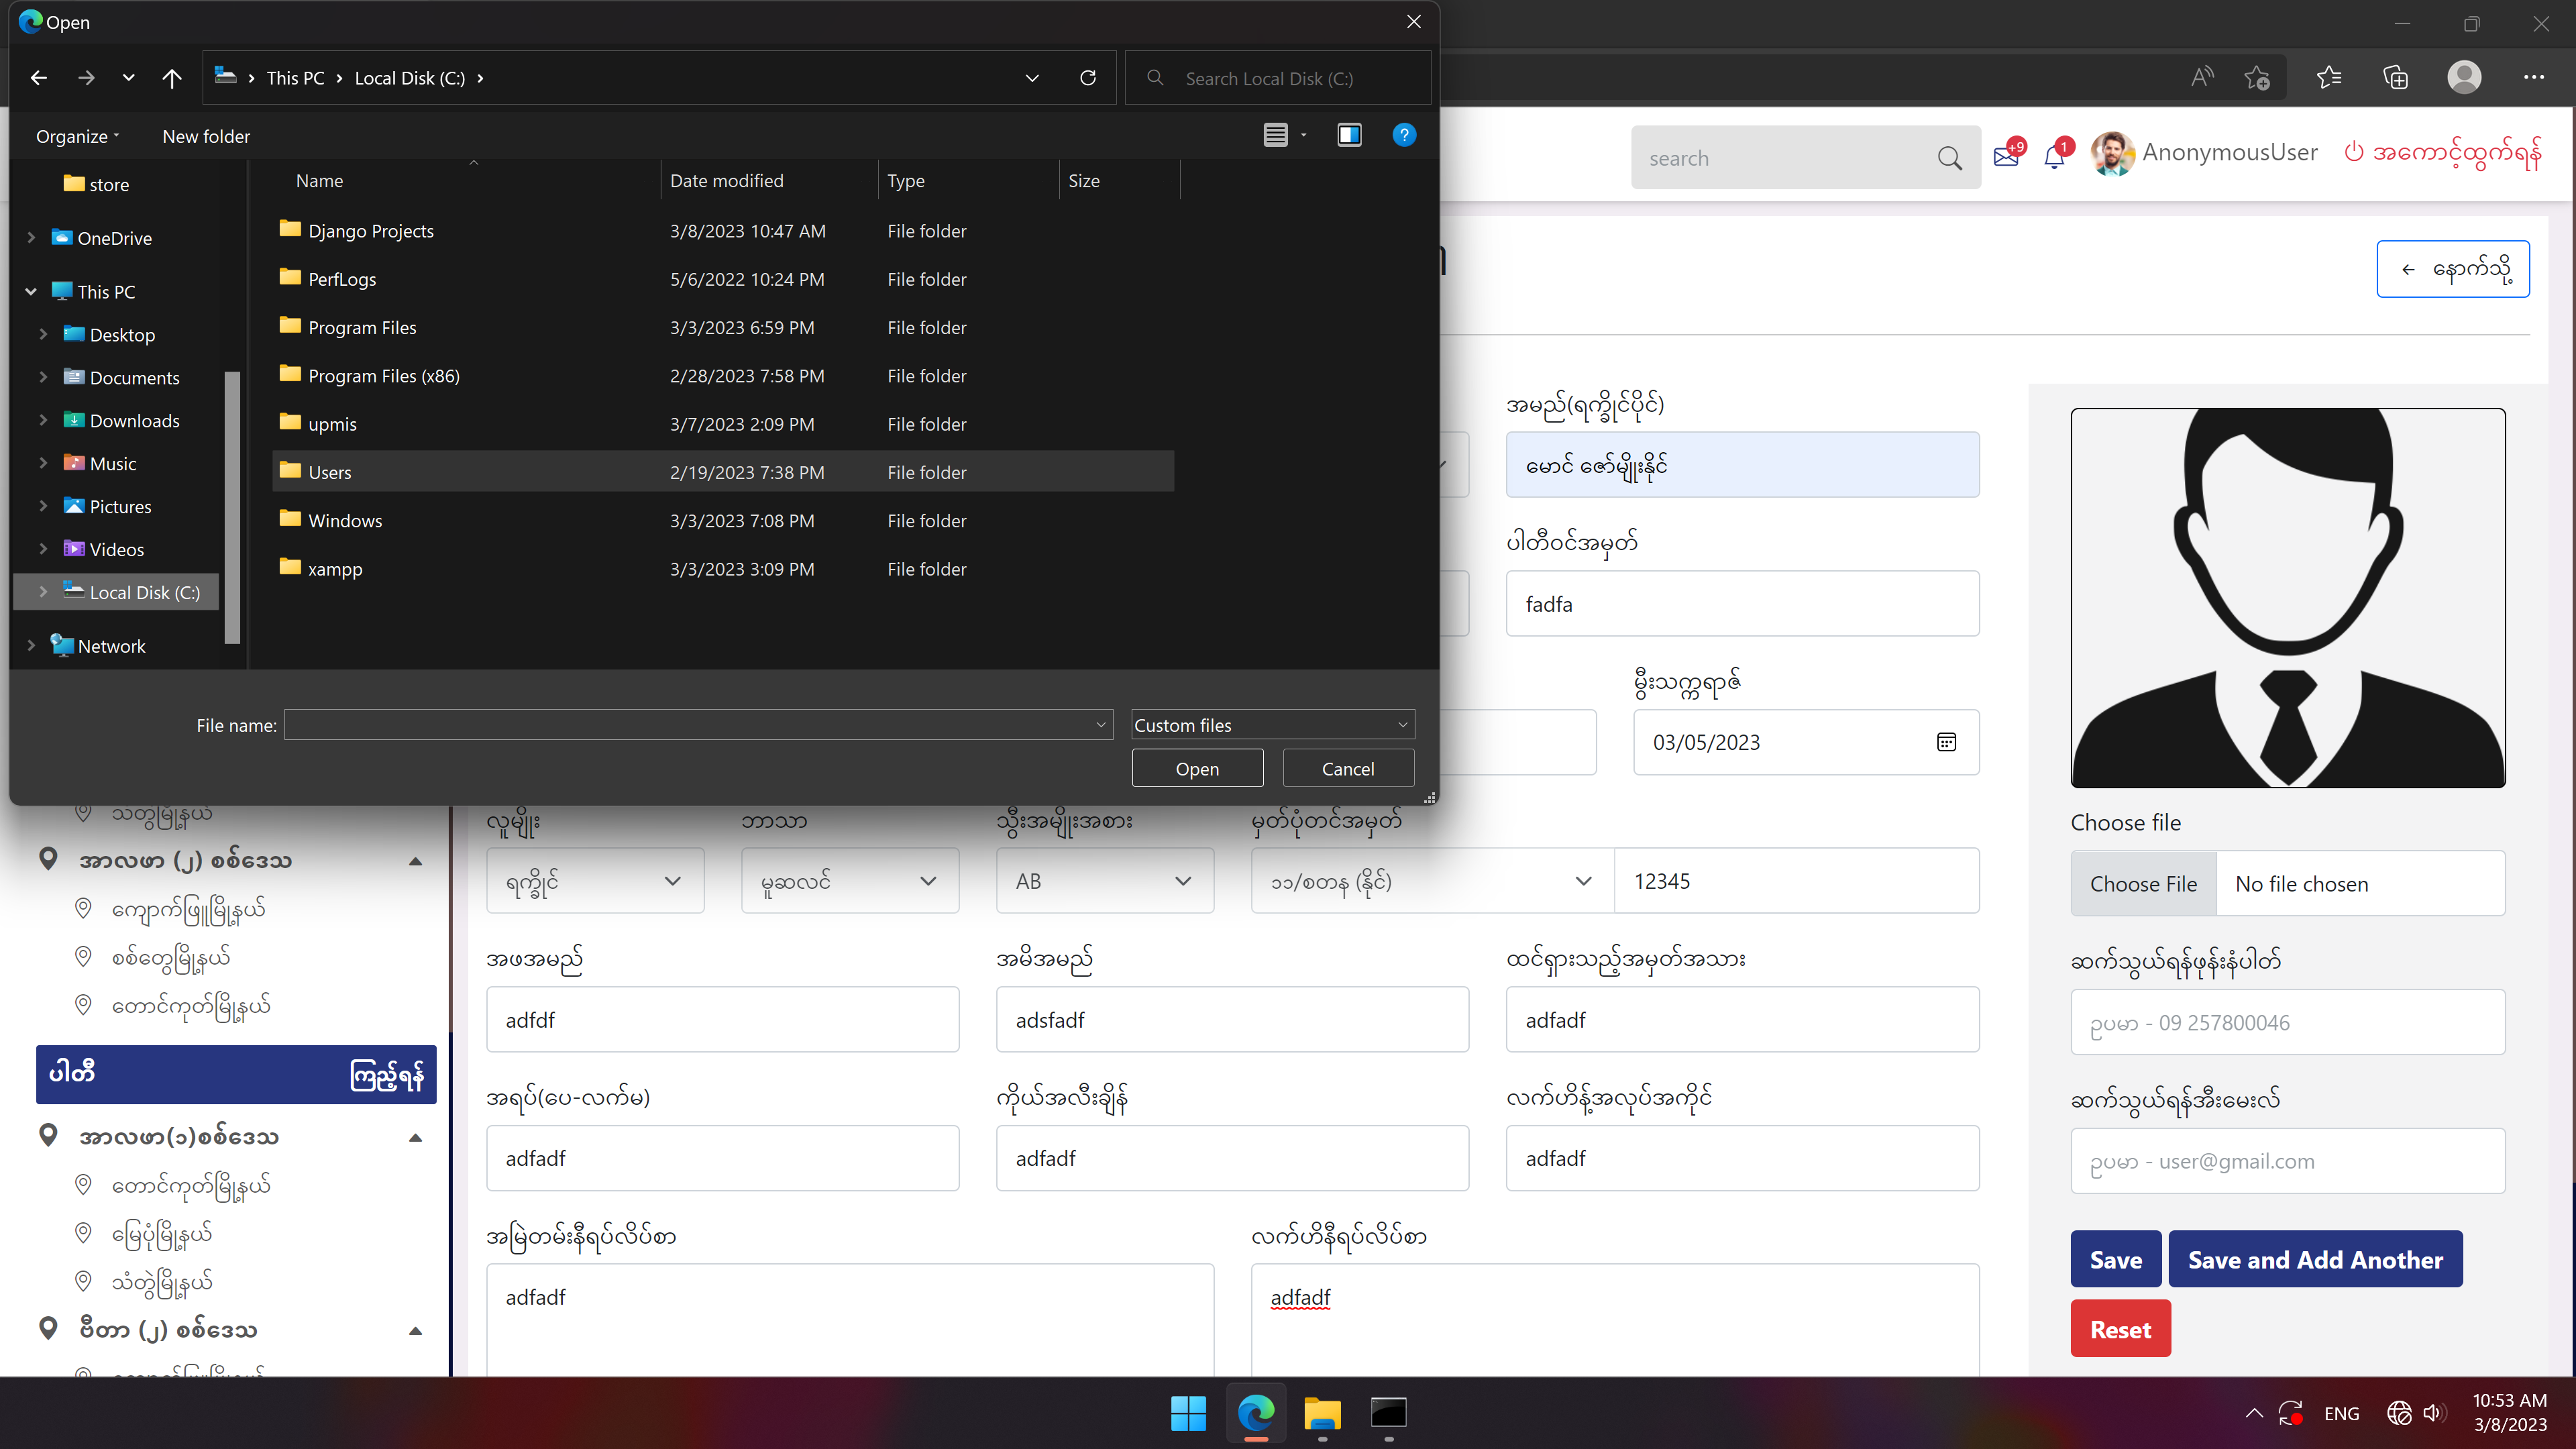 Open
This PC > Local Disk (C:) >
Search Local Disk (C:)
Organize
New folder
Name
Date modified
Type
Size
store
OneDrive
This PC
Desktop
Documents
Downloads
Music
Pictures
Videos
Local Disk (C:)
Network
Django Projects 3/8/2023 10:47 AM File folder
PerfLogs 5/6/2022 10:24 PM File folder
Program Files 3/3/2023 6:59 PM File folder
Program Files (x86) 2/28/2023 7:58 PM File folder
upmis 3/7/2023 2:09 PM File folder
Users 2/19/2023 7:38 PM File folder
Windows 3/3/2023 7:08 PM File folder
xampp 3/3/2023 3:09 PM File folder
File name:
Custom files
Open
Cancel
search
+9
1
AnonymousUser
အကောင့်ထွက်ရန်
နောက်သို့
အမည်(ရက္ခိုင်ပိုင်)
မောင် ဇော်မျိုးနိုင်
ပါတီဝင်အမှတ်
fadfa
မွီးသက္ကရာဇ်
03/05/2023
လူမျိုး
ဘာသာ
သွီးအမျိုးအစား
မှတ်ပုံတင်အမှတ်
ရက္ခိုင်
မူဆလင်
AB
၁၁/စတန (နိုင်)
12345
အဖအမည်
အမိအမည်
ထင်ရှားသည့်အမှတ်အသား
adfdf
adsfadf
adfadf
အရပ်(ပေ-လက်မ)
ကိုယ်အလီးချိန်
လက်ဟိန့်အလုပ်အကိုင်
adfadf
adfadf
adfadf
အမြဲတမ်းနီရပ်လိပ်စာ
လက်ဟိနီရပ်လိပ်စာ
adfadf
adfadf
Choose file
Choose File
No file chosen
ဆက်သွယ်ရန်ဖုန်းနံပါတ်
ဥပမာ - 09 257800046
ဆက်သွယ်ရန်အီးမေးလ်
ဥပမာ - user@gmail.com
Save
Save and Add Another
Reset
အာလဖာ (၂) စစ်ဒေသ
ကျောက်ဖြူမြို့နယ်
စစ်တွေမြို့နယ်
တောင်ကုတ်မြို့နယ်
ပါတီ
ကြည့်ရန်
အာလဖာ(၁)စစ်ဒေသ
တောင်ကုတ်မြို့နယ်
မြေပုံမြို့နယ်
သံတွဲမြို့နယ်
ဗီတာ (၂) စစ်ဒေသ
ENG
10:53 AM
3/8/2023